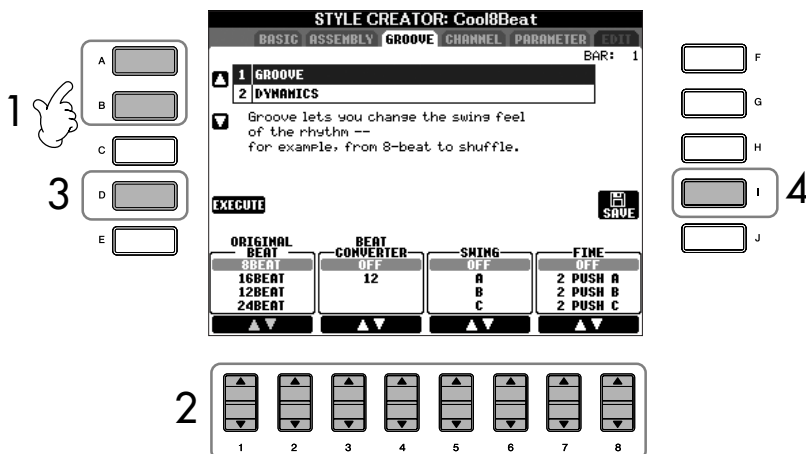 STYLE CREATOR: Cool8Beat
BASIC ASSEMBLY GROOVE CHANNEL PARAMETER EDIT
BAR: 1
1 GROOVE
2 DYNAMICS
Groove lets you change the swing feel
of the rhythm --
for example, from 8-beat to shuffle.
EXECUTE
SAVE
ORIGINAL BEAT
8BEAT
16BEAT
12BEAT
24BEAT
BEAT CONVERTER
OFF
12
SWING
OFF
A
B
C
FINE
OFF
2 PUSH A
2 PUSH B
2 PUSH C
1
A
B
C
3
D
E
F
G
H
I
4
J
2
1 2 3 4 5 6 7 8